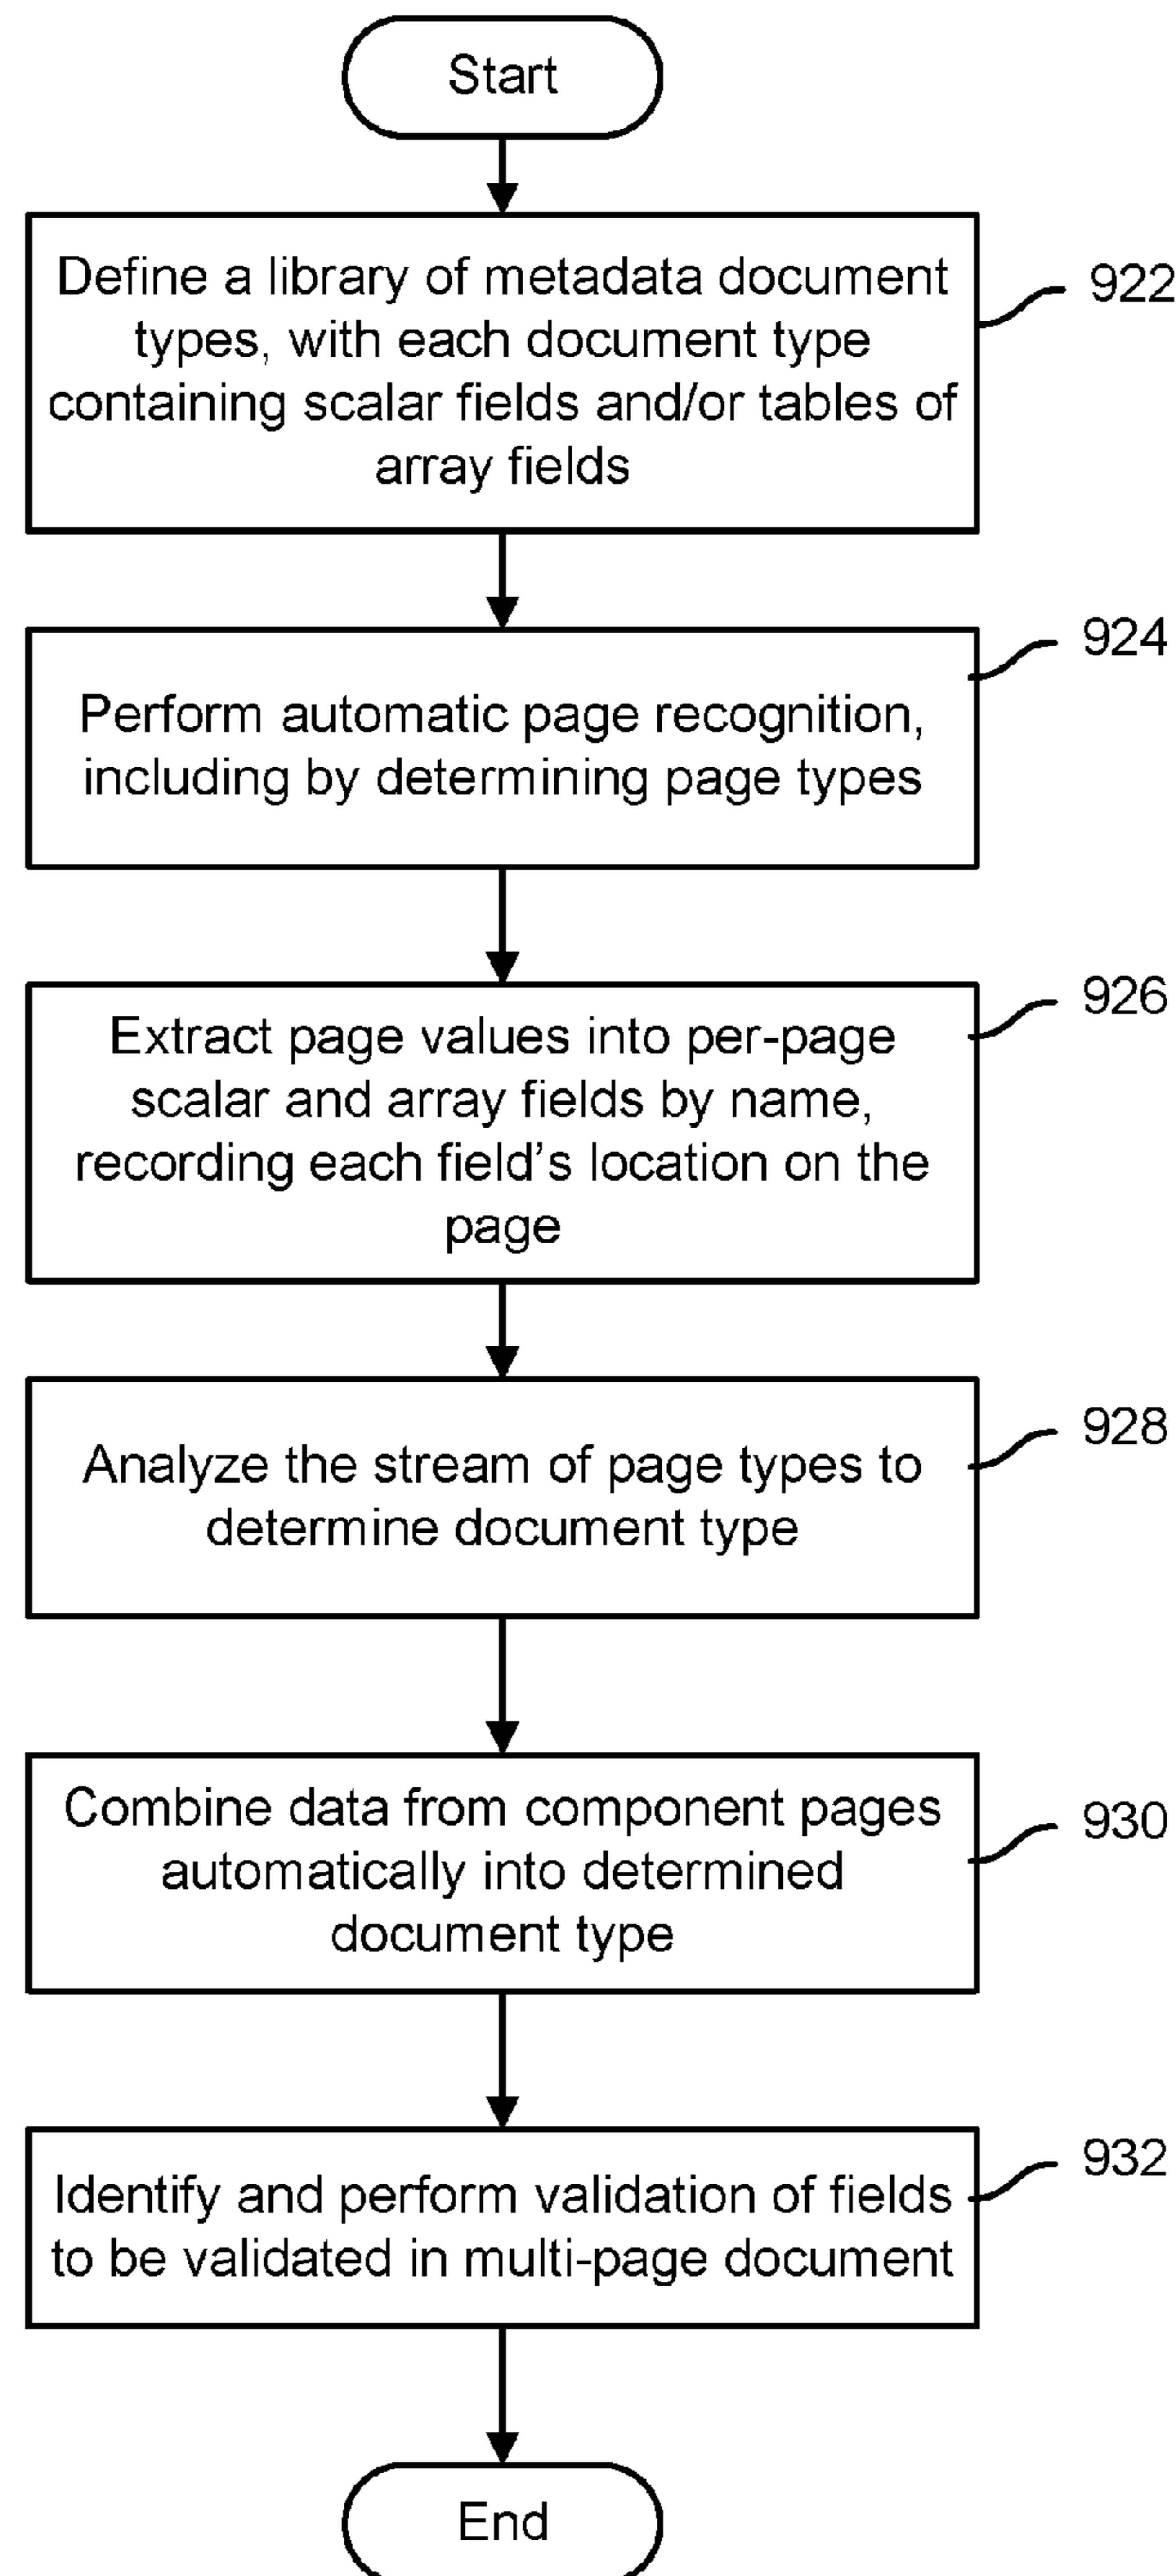 Start
Define a library of metadata document
types, with each document type
containing scalar fields and/or tables of
array fields
922
Perform automatic page recognition,
including by determining page types
924
Extract page values into per-page
scalar and array fields by name,
recording each field’s location on the
page
926
Analyze the stream of page types to
determine document type
928
Combine data from component pages
automatically into determined
document type
930
Identify and perform validation of fields
to be validated in multi-page document
932
End